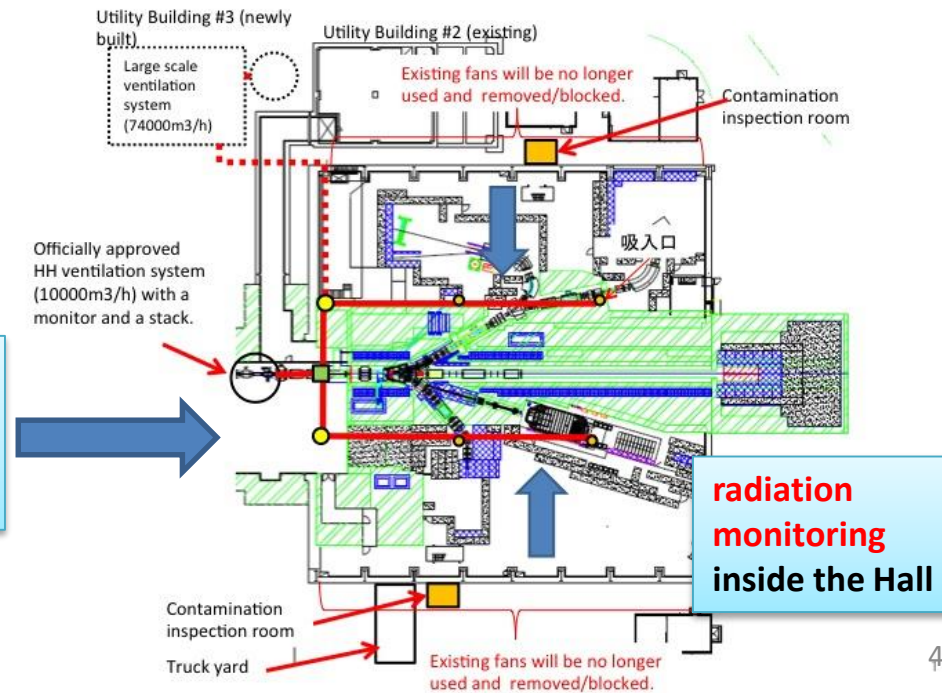 Utility Building #3 (newly
built)
Utility Building #2 (existing)
Large scale
ventilation
system
(74000m3/h)
Existing fans will be no longer
used and removed/blocked.
Contamination
inspection room
吸入口
Officially approved
HH ventilation system
(10000m3/h) with a
monitor and a stack.
radiation
monitoring
inside the Hall
Contamination
inspection room
Truck yard
Existing fans will be no longer
used and removed/blocked.